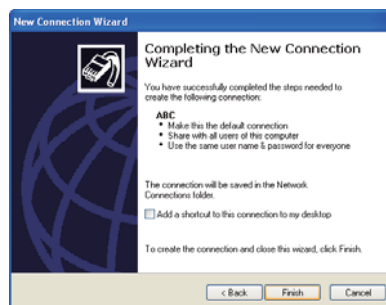 New Connection Wizard
Completing the New Connection
Wizard
You have successfully completed the steps needed to
create the following connection:
ABC
• Make this the default connection
• Share with all users of this computer
• Use the same user name & password for everyone
The connection will be saved in the Network
Connections folder.
Add a shortcut to this connection to my desktop
To create the connection and close this wizard, click Finish.
< Back
Finish
Cancel